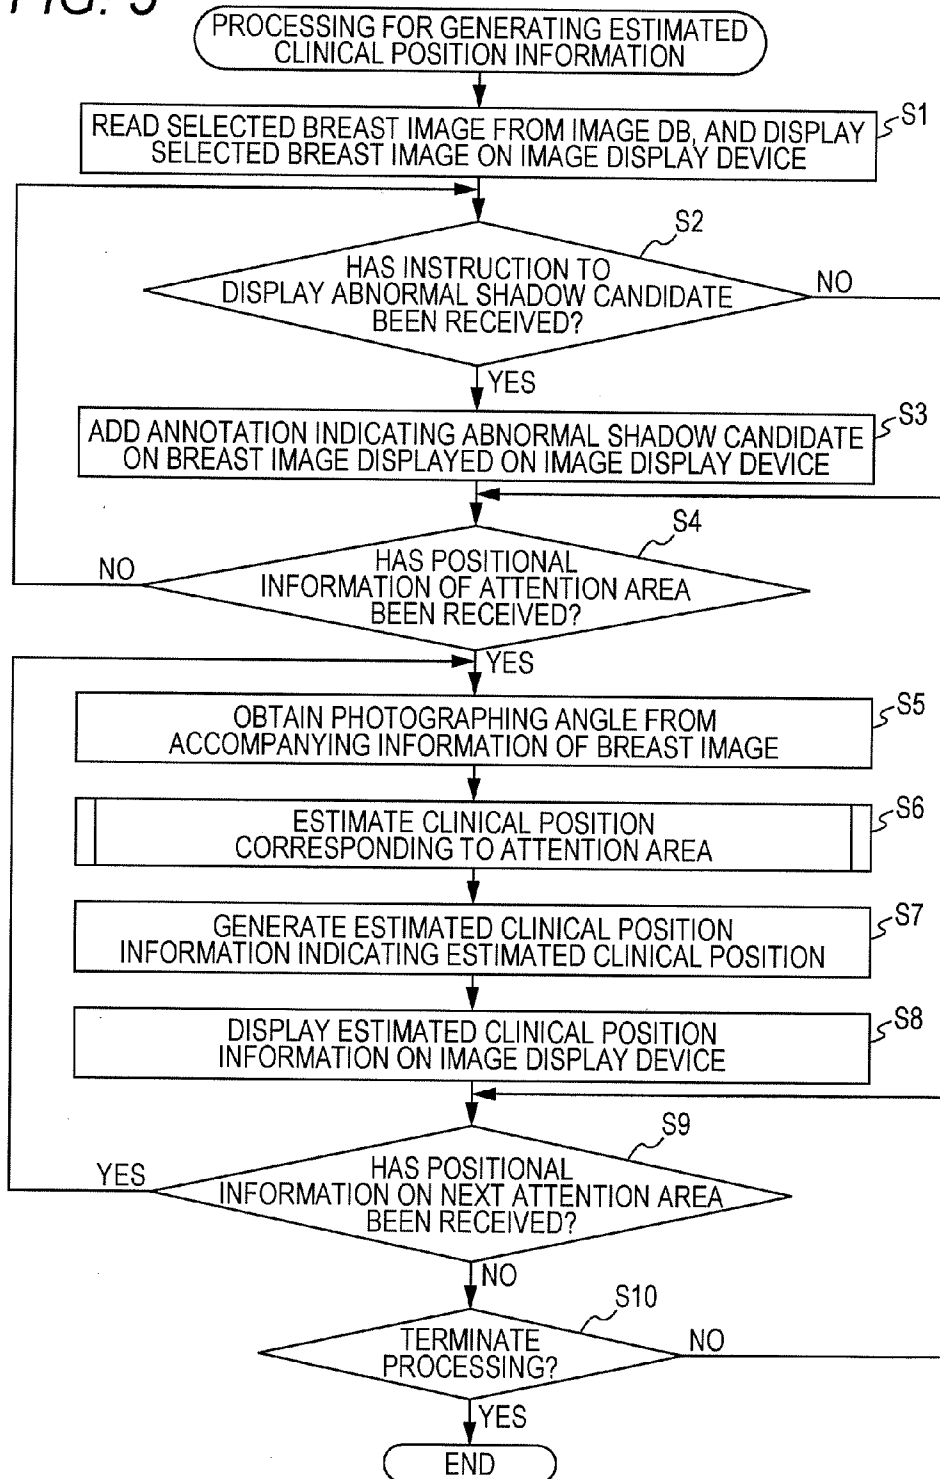 FIG. 5
PROCESSING FOR GENERATING ESTIMATED
CLINICAL POSITION INFORMATION
S1
READ SELECTED BREAST IMAGE FROM IMAGE DB, AND DISPLAY
SELECTED BREAST IMAGE ON IMAGE DISPLAY DEVICE
S2
HAS INSTRUCTION TO
DISPLAY ABNORMAL SHADOW CANDIDATE
BEEN RECEIVED?
NO
YES
S3
ADD ANNOTATION INDICATING ABNORMAL SHADOW CANDIDATE
ON BREAST IMAGE DISPLAYED ON IMAGE DISPLAY DEVICE
S4
HAS POSITIONAL
INFORMATION OF ATTENTION AREA
BEEN RECEIVED?
NO
YES
S5
OBTAIN PHOTOGRAPHING ANGLE FROM
ACCOMPANYING INFORMATION OF BREAST IMAGE
S6
ESTIMATE CLINICAL POSITION
CORRESPONDING TO ATTENTION AREA
S7
GENERATE ESTIMATED CLINICAL POSITION
INFORMATION INDICATING ESTIMATED CLINICAL POSITION
S8
DISPLAY ESTIMATED CLINICAL POSITION
INFORMATION ON IMAGE DISPLAY DEVICE
S9
HAS POSITIONAL
INFORMATION ON NEXT ATTENTION AREA
BEEN RECEIVED?
YES
NO
S10
TERMINATE
PROCESSING?
NO
YES
END